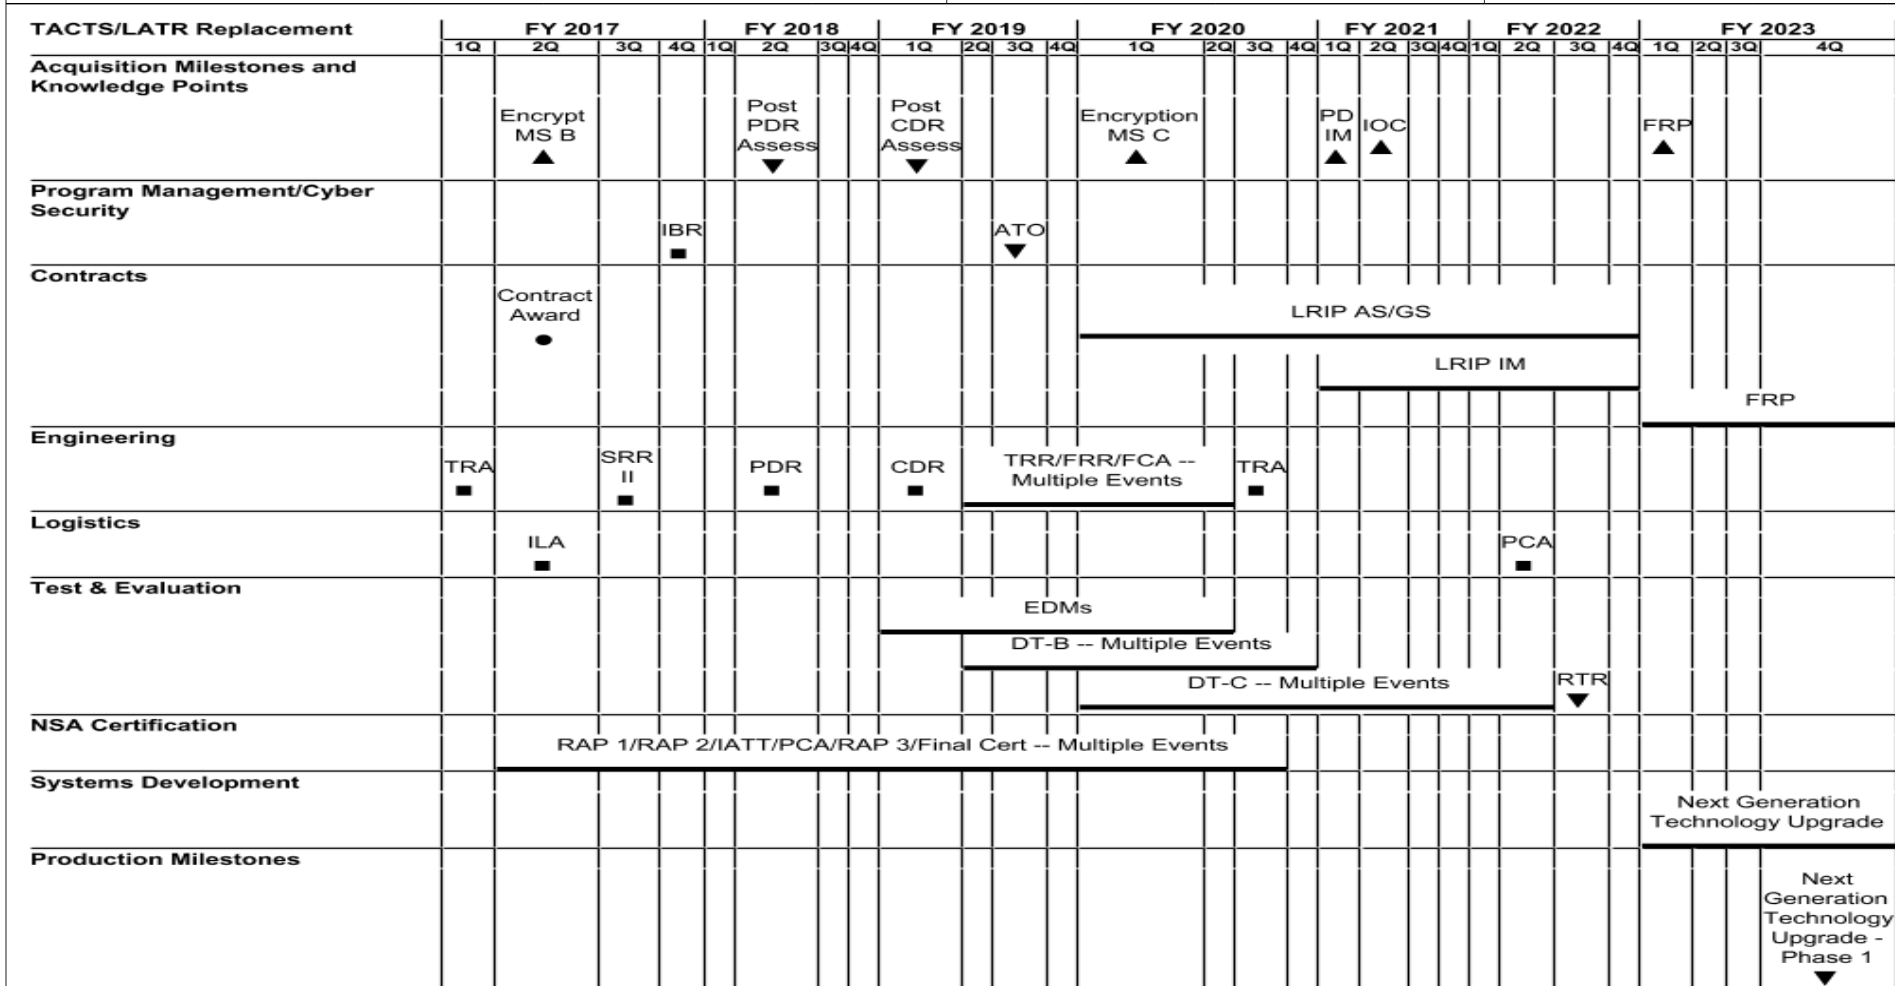 TACTS/LATR Replacement FY 2017 FY 2018 FY 2019 FY 2020 FY 2021 FY 2022 FY 2023
1Q 2Q 3Q 4Q 1Q 2Q 3Q 4Q 1Q 2Q 3Q 4Q 1Q 2Q 3Q 4Q 1Q 2Q 3Q 4Q 1Q 2Q 3Q 4Q 1Q 2Q 3Q 4Q
Acquisition Milestones and
Knowledge Points
Encrypt
MS B
Post
PDR
Assess
Post
CDR
Assess
Encryption
MS C
PD
IM
IOC
FRP
Program Management/Cyber
Security
IBR
ATO
Contracts
Contract
Award
LRIP AS/GS
LRIP IM
FRP
Engineering
TRA
SRR
II
PDR
CDR
TRR/FRR/FCA --
Multiple Events
TRA
Logistics
ILA
PCA
Test & Evaluation
EDMs
DT-B -- Multiple Events
DT-C -- Multiple Events
RTR
NSA Certification
RAP 1/RAP 2/IATT/PCA/RAP 3/Final Cert -- Multiple Events
Systems Development
Next Generation
Technology Upgrade
Production Milestones
Next
Generation
Technology
Upgrade -
Phase 1